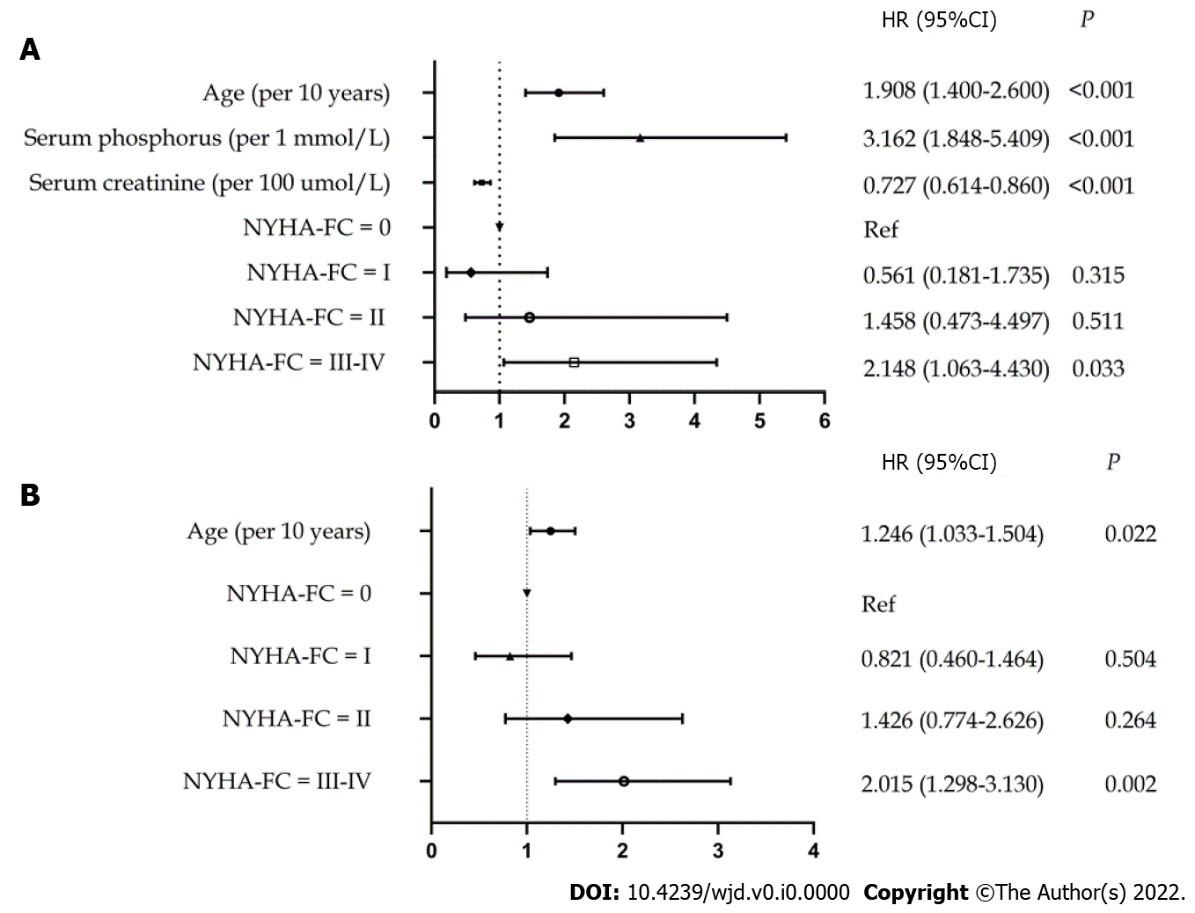 HR (95%CI) P
A
Age (per 10 years) 1.908 (1.400-2.600) <0.001
Serum phosphorus (per 1 mmol/L) 3.162 (1.848-5.409) <0.001
Serum creatinine (per 100 umol/L) 0.727 (0.614-0.860) <0.001
NYHA-FC = 0 Ref
NYHA-FC = I 0.561 (0.181-1.735) 0.315
NYHA-FC = II 1.458 (0.473-4.497) 0.511
NYHA-FC = III-IV 2.148 (1.063-4.430) 0.033
0 1 2 3 4 5 6
HR (95%CI) P
B
Age (per 10 years) 1.246 (1.033-1.504) 0.022
NYHA-FC = 0 Ref
NYHA-FC = I 0.821 (0.460-1.464) 0.504
NYHA-FC = II 1.426 (0.774-2.626) 0.264
NYHA-FC = III-IV 2.015 (1.298-3.130) 0.002
0 1 2 3 4
DOI: 10.4239/wjd.v0.i0.0000 Copyright ©The Author(s) 2022.